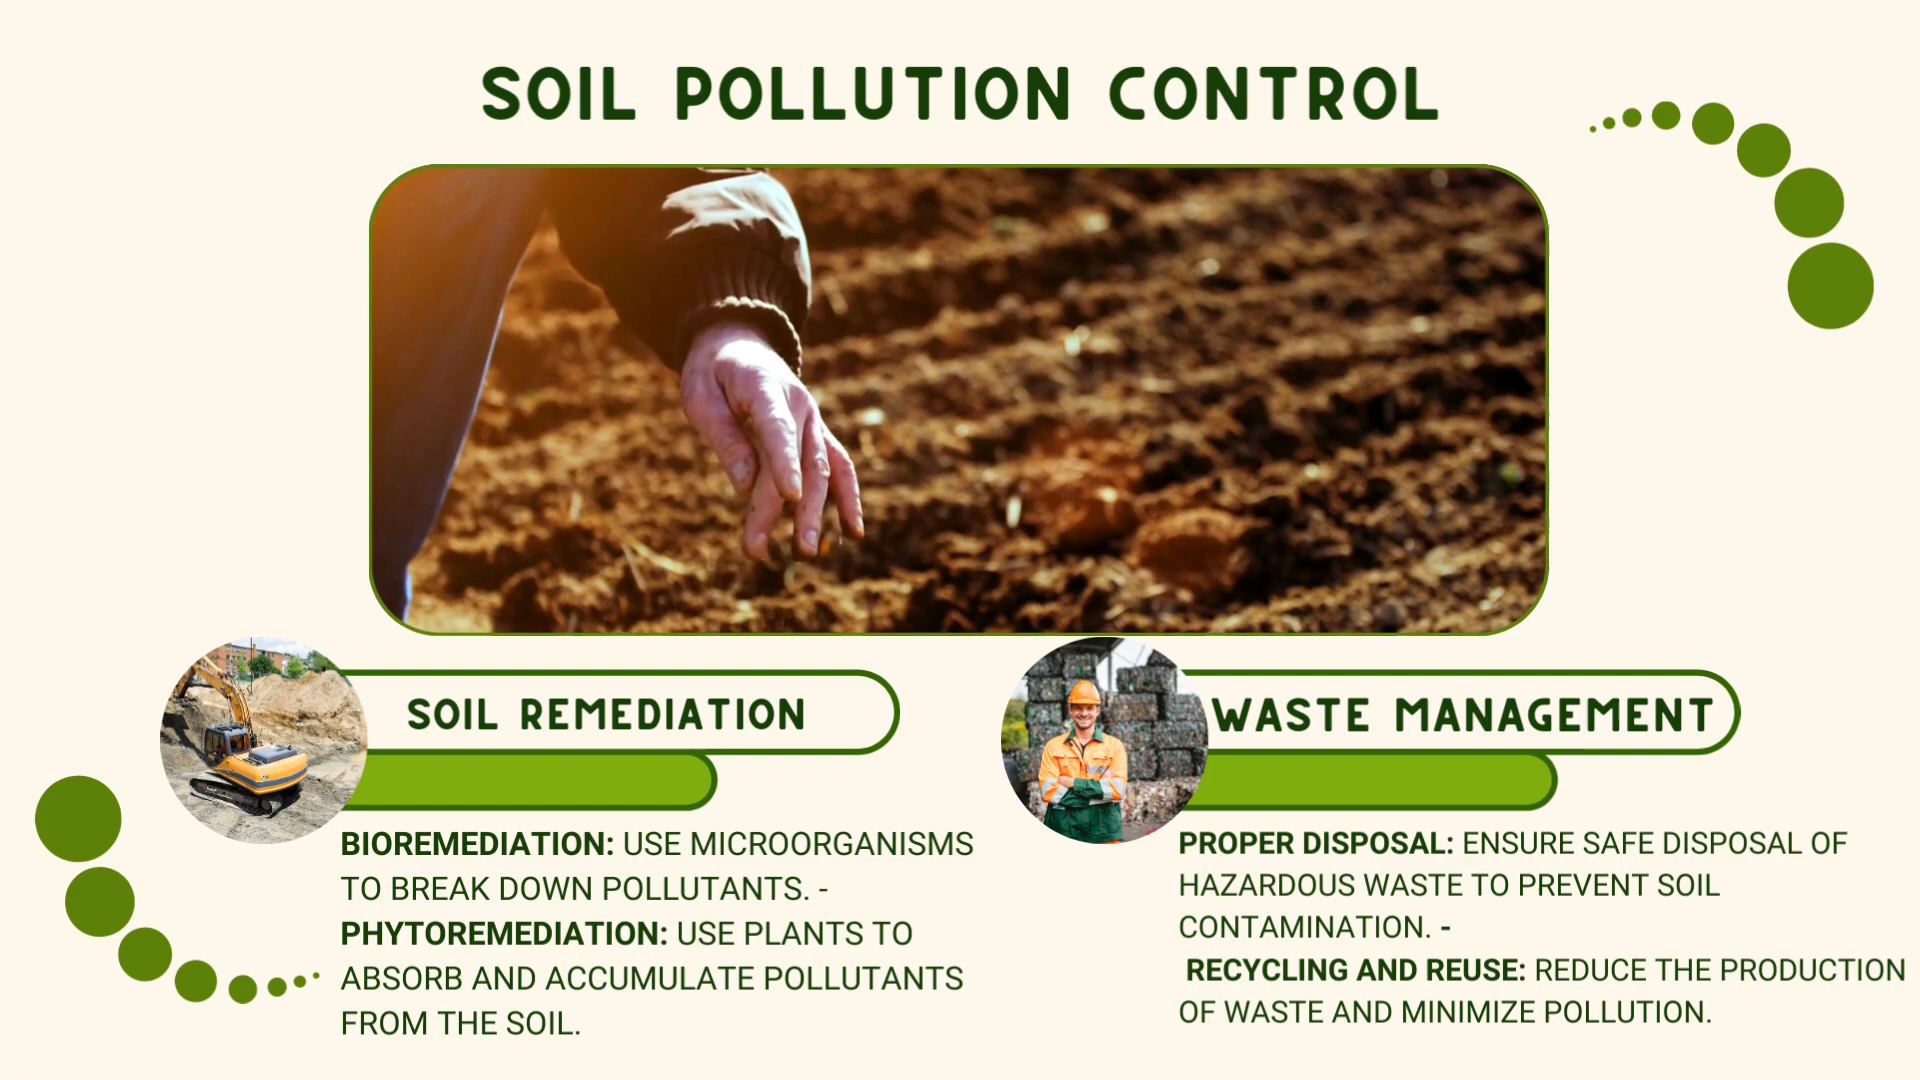 SOIL POLLUTION CONTROL
SOIL REMEDIATION
BIOREMEDIATION: USE MICROORGANISMS
TO BREAK DOWN POLLUTANTS. -
PHYTOREMEDIATION: USE PLANTS TO
ABSORB AND ACCUMULATE POLLUTANTS
FROM THE SOIL.
WASTE MANAGEMENT
PROPER DISPOSAL: ENSURE SAFE DISPOSAL OF
HAZARDOUS WASTE TO PREVENT SOIL
CONTAMINATION. -
RECYCLING AND REUSE: REDUCE THE PRODUCTION
OF WASTE AND MINIMIZE POLLUTION.